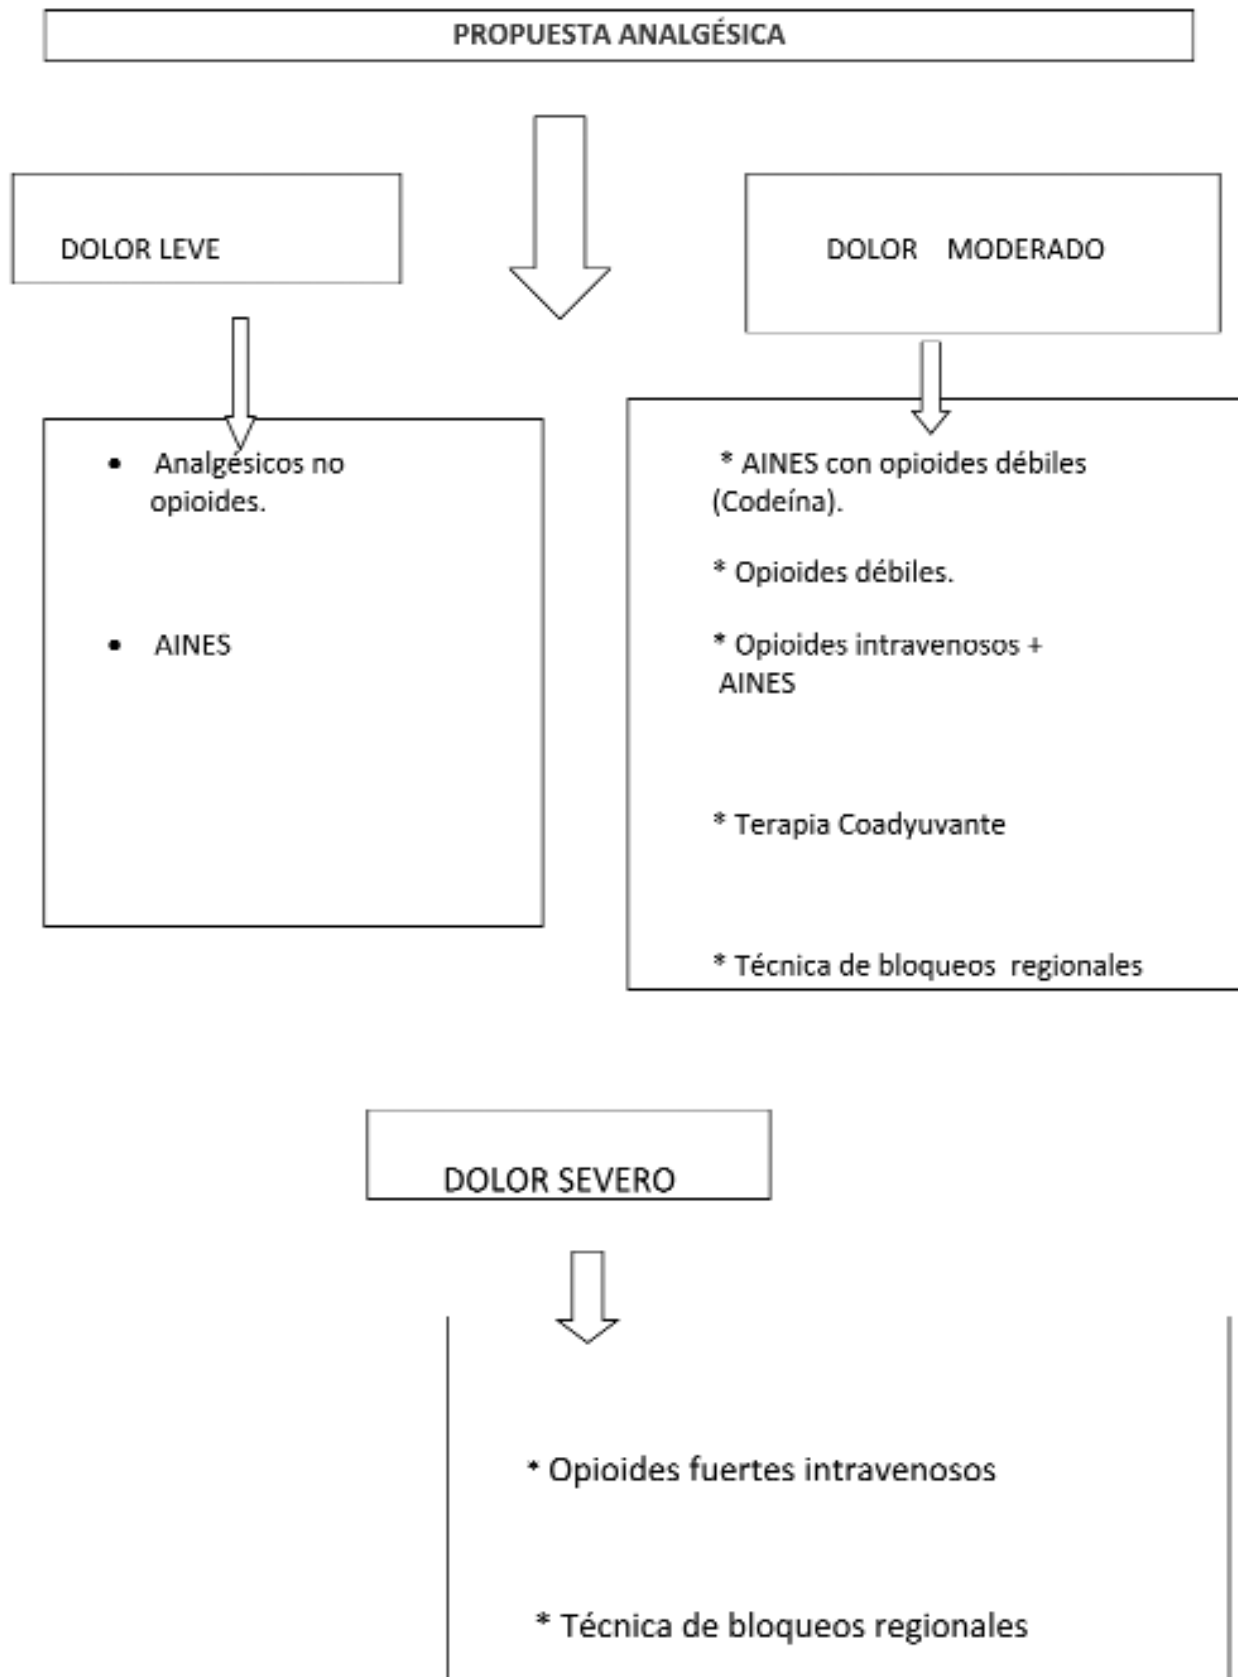 PROPUESTA ANALGÉSICA
DOLOR LEVE
DOLOR MODERADO
• Analgésicos no
opioides.
• AINES
* AINES con opioides débiles
(Codeína).
* Opioides débiles.
* Opioides intravenosos +
AINES
* Terapia Coadyuvante
* Técnica de bloqueos regionales
DOLOR SEVERO
* Opioides fuertes intravenosos
* Técnica de bloqueos regionales